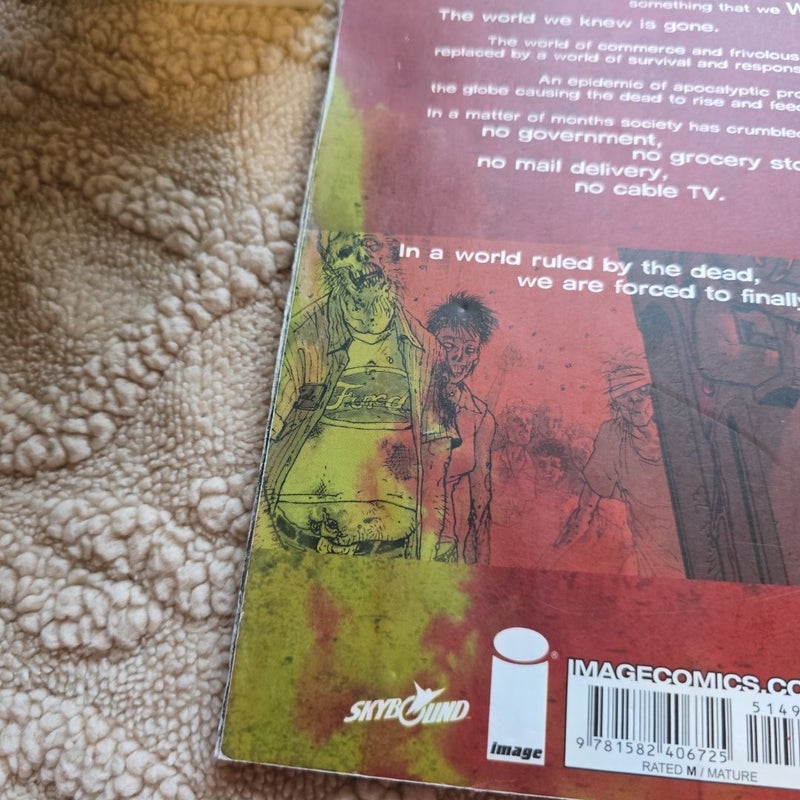 something that we W
The world we knew is gone.
The world of commerce and frivolous
replaced by a world of survival and respons
An epidemic of apocalyptic pro
the globe causing the dead to rise and feed
In a matter of months society has crumbled
no government,
no grocery sto
no mail delivery,
no cable TV.
In a world ruled by the dead,
we are forced to finally
SKYBOUND
image
IMAGECOMICS.CO
5149
9 781582 406725
RATED M / MATURE